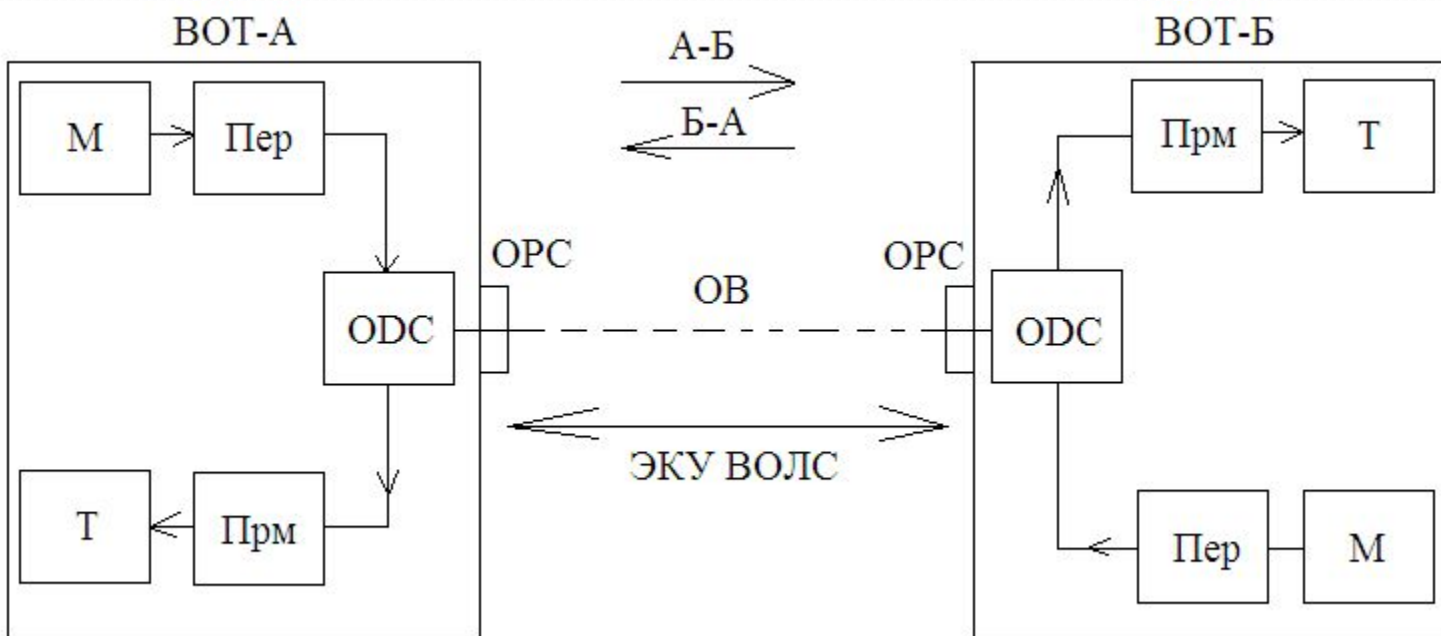 ВОТ-А
ВОТ-Б
А-Б
Б-А
М
Пер
Прм
Т
ОРС
ОРС
ОВ
ODC
ODC
ЭКУ ВОЛС
Т
Прм
Пер
М